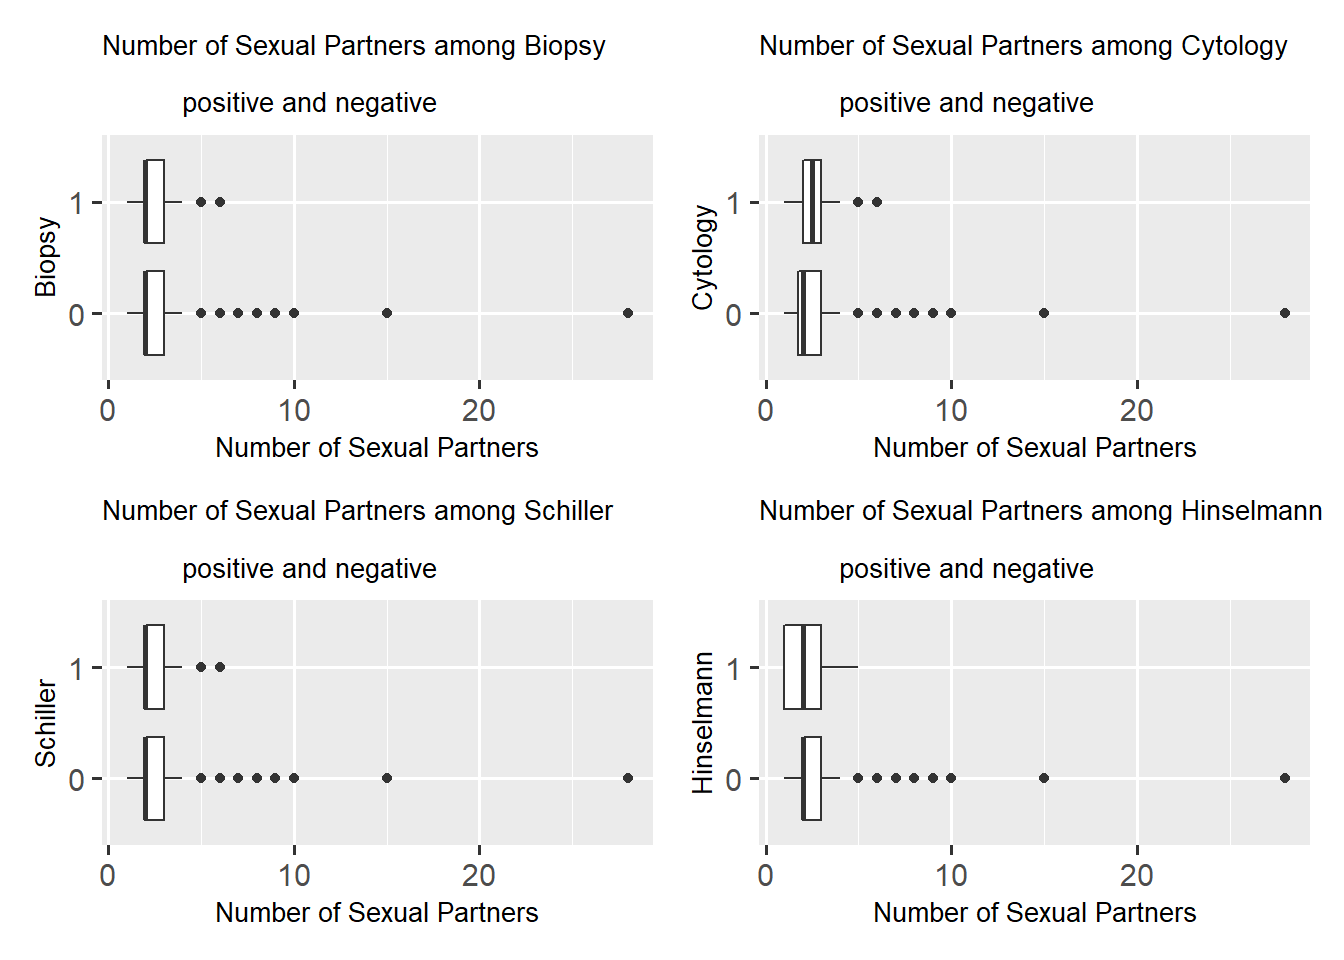 Number of Sexual Partners among Biopsy
positive and negative
Biopsy
1
0
0 10 20
Number of Sexual Partners
Number of Sexual Partners among Cytology
positive and negative
Cytology
1
0
0 10 20
Number of Sexual Partners
Number of Sexual Partners among Schiller
positive and negative
Schiller
1
0
0 10 20
Number of Sexual Partners
Number of Sexual Partners among Hinselmann
positive and negative
Hinselmann
1
0
0 10 20
Number of Sexual Partners